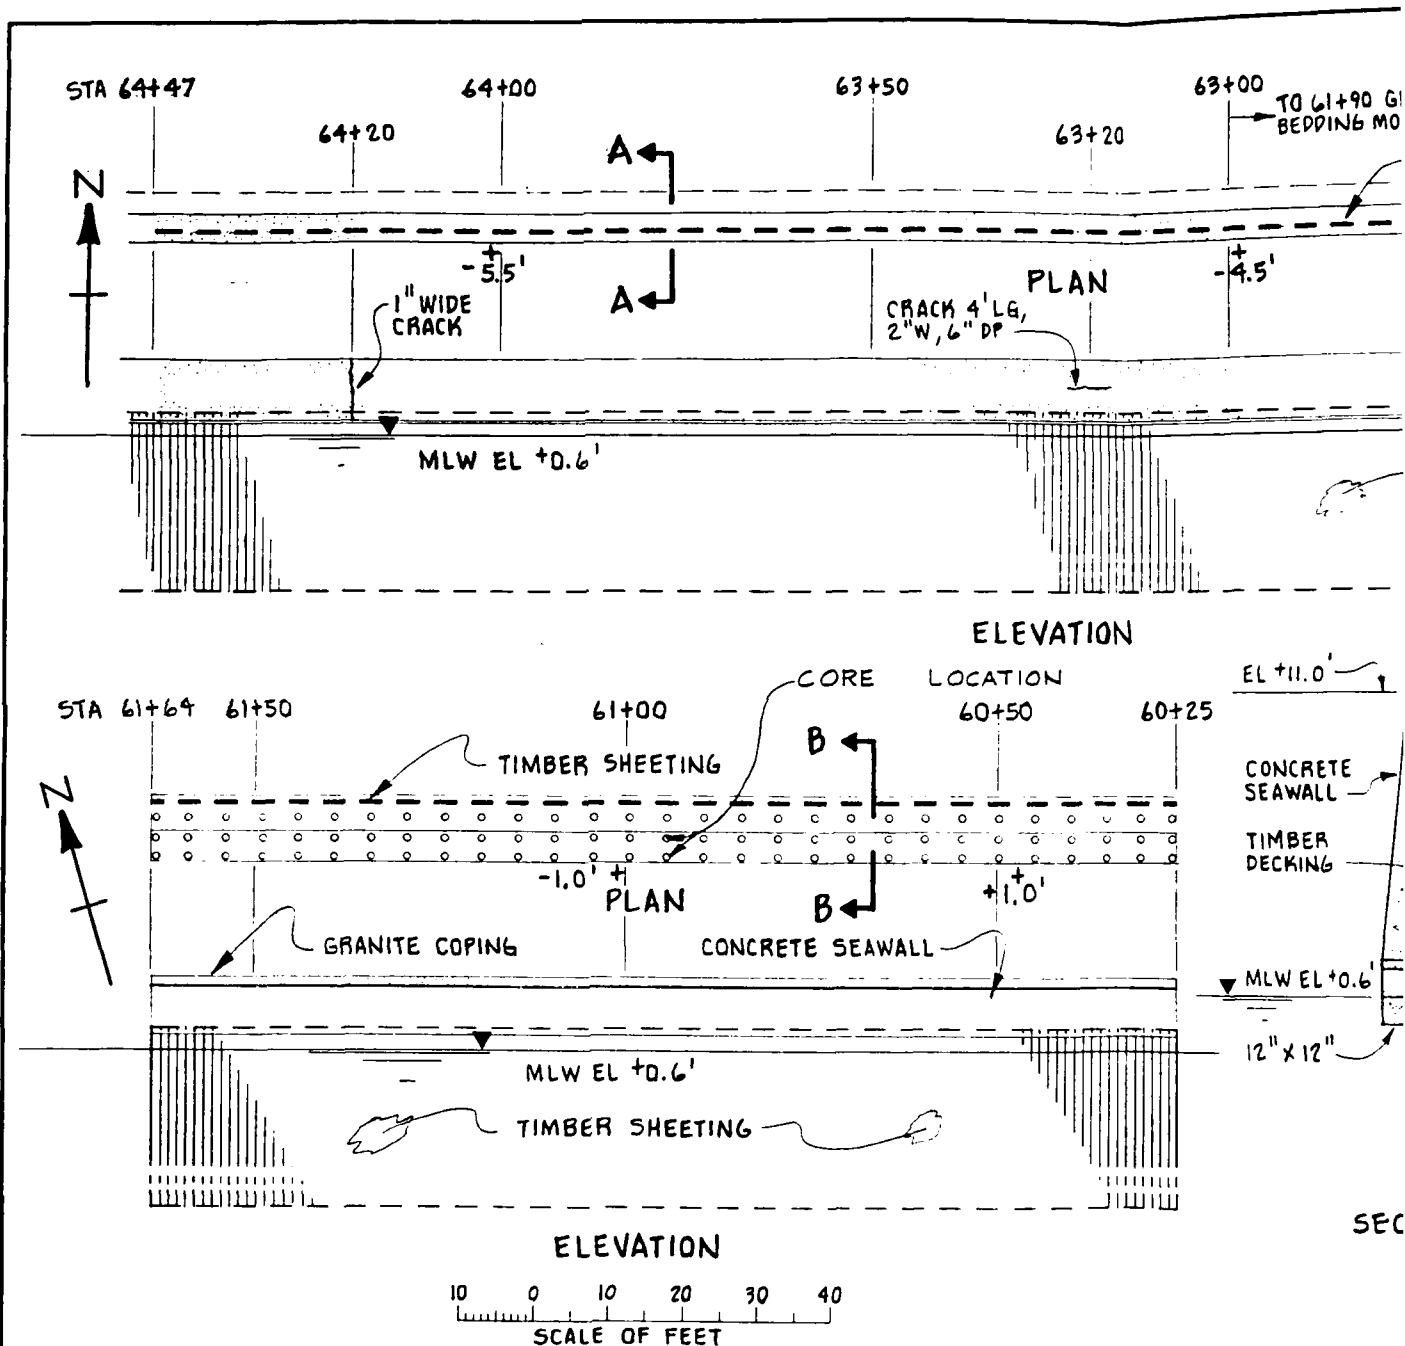 STA 64+47
64+20
64+00
63+50
63+20
63+00
TO 61+90
BEDDING
N
A
A
-5.5'
PLAN
-4.5'
1" WIDE
CRACK
CRACK 4' LG,
2" W, 6" DP
MLW EL +0.6'
ELEVATION
CORE LOCATION
EL +11.0'
STA 61+64
61+50
61+00
60+50
60+25
N
TIMBER SHEETING
B
B
-1.0'
PLAN
+1.0'
CONCRETE
SEAWALL
TIMBER
DECKING
GRANITE COPING
CONCRETE SEAWALL
MLW EL +0.6'
12" X 12"
MLW EL +0.6'
TIMBER SHEETING
ELEVATION
10 0 10 20 30 40
SCALE OF FEET